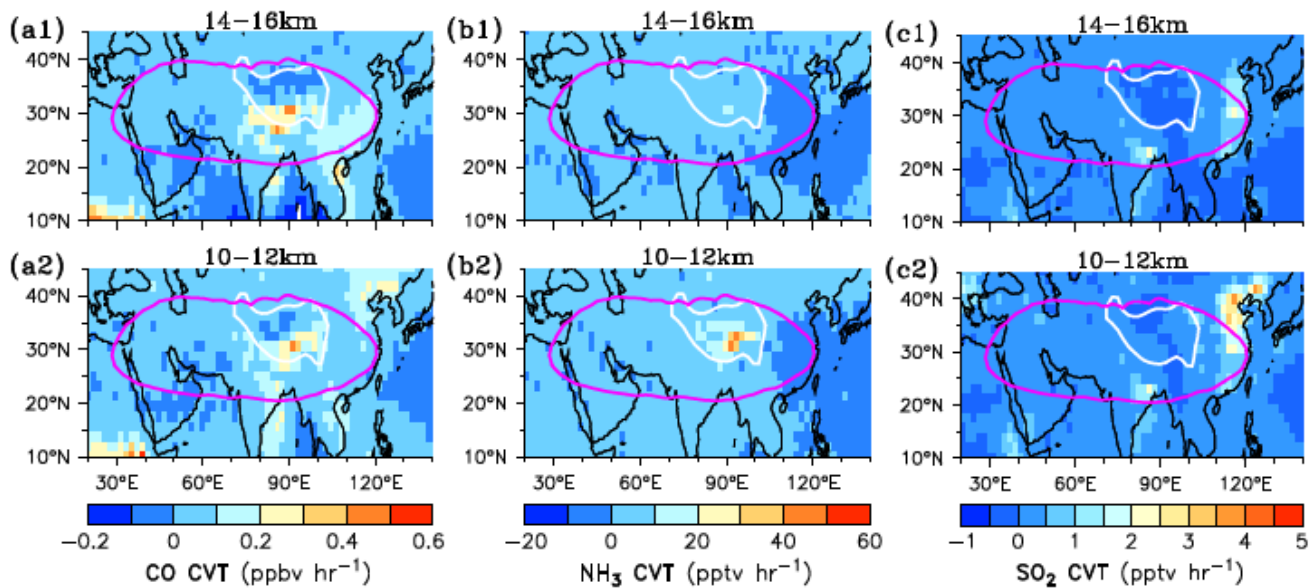 (a1) 14−16km (b1) 14−16km (c1) 14−16km
40°N 40°N 40°N
30°N 30°N 30°N
20°N 20°N 20°N
10°N 10°N 10°N
(a2) 10−12km (b2) 10−12km (c2) 10−12km
40°N 40°N 40°N
30°N 30°N 30°N
20°N 20°N 20°N
10°N 10°N 10°N
30°E 60°E 90°E 120°E 30°E 60°E 90°E 120°E 30°E 60°E 90°E 120°E
−0.2 0 0.2 0.4 0.6 −20 0 20 40 60 −1 0 1 2 3 4 5
CO CVT (ppbv hr⁻¹) NH₃ CVT (pptv hr⁻¹) SO₂ CVT (pptv hr⁻¹)